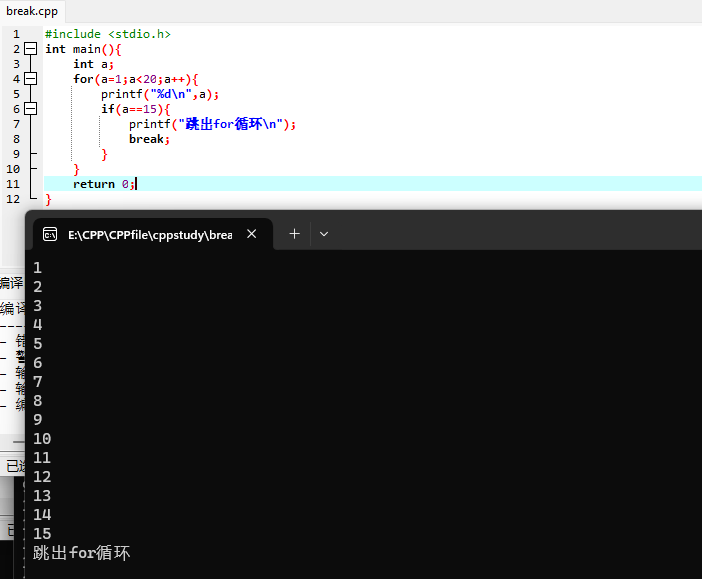 break.cpp
1 #include <stdio.h>
2 int main(){
3 int a;
4 for(a=1;a<20;a++){
5 printf("%d\n",a);
6 if(a==15){
7 printf("跳出for循环\n");
8 break;
9 }
10 }
11 return 0;
12 }
E:\CPP\CPPfile\cppstudy\brea
编译
编译
1
2
3
4
5
6
7
8
9
10
11
12
13
14
15
跳出for循环